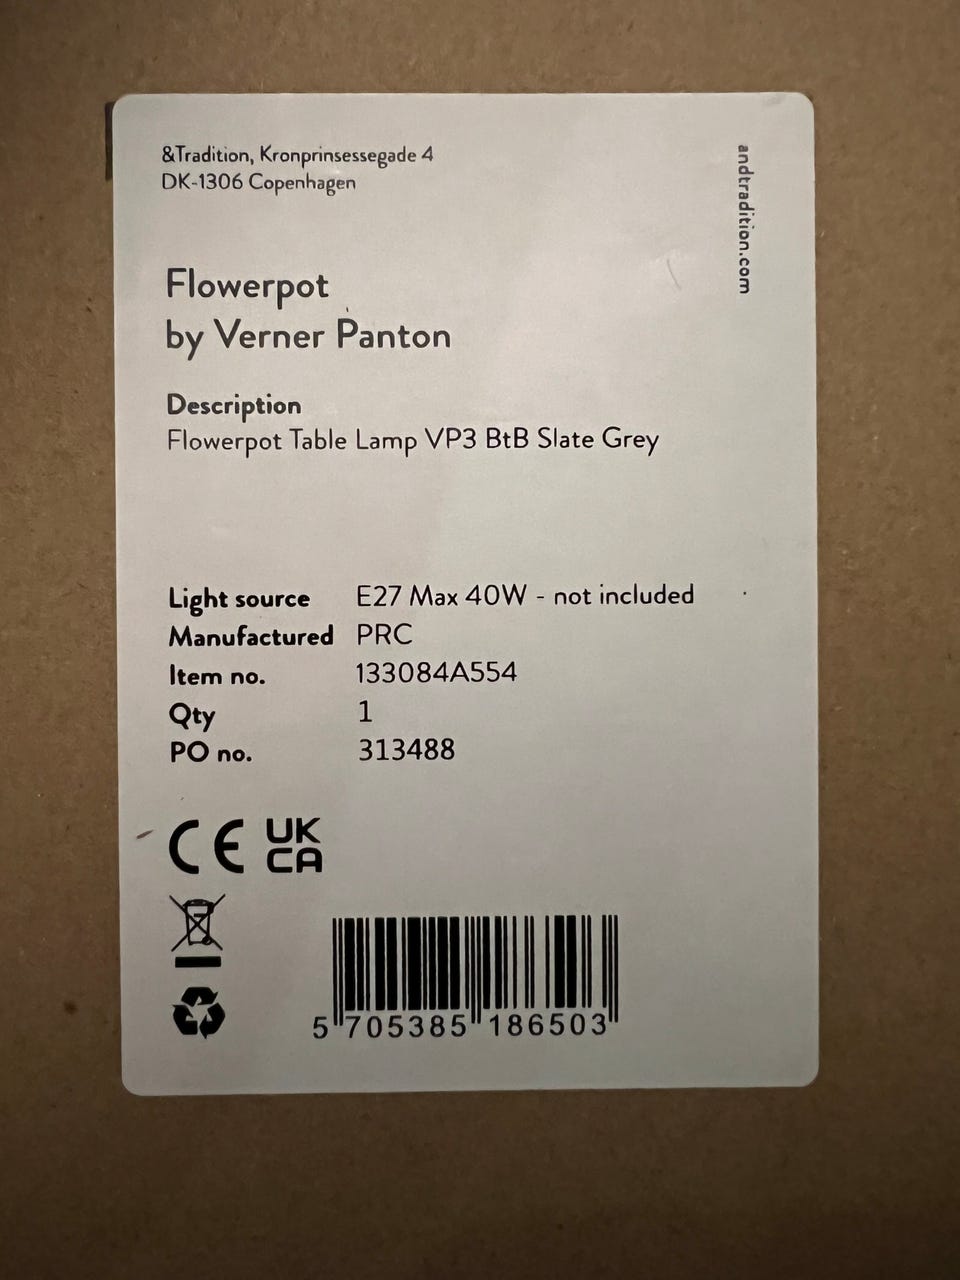 &Tradition, Kronprinsessegade 4
DK-1306 Copenhagen
andtradition.com
Flowerpot
by Verner Panton
Description
Flowerpot Table Lamp VP3 BtB Slate Grey
Light source E27 Max 40W - not included
Manufactured PRC
Item no. 133084A554
Qty 1
PO no. 313488
CE UK
CA
5 705385 186503